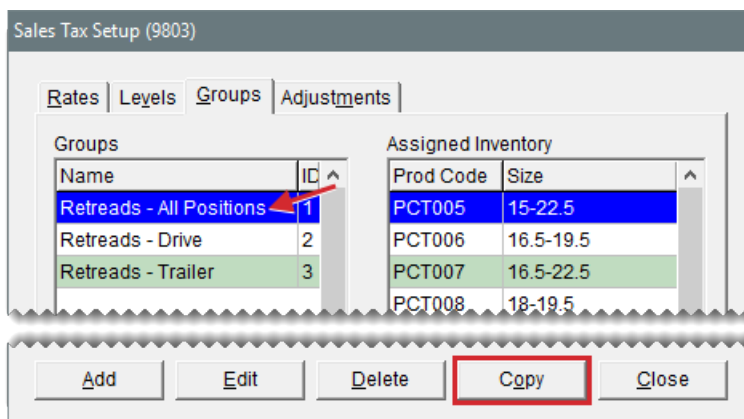 Sales Tax Setup (9803)
Rates Levels Groups Adjustments
Groups
Name ID
Retreads - All Positions 1
Retreads - Drive 2
Retreads - Trailer 3
Assigned Inventory
Prod Code Size
PCT005 15-22.5
PCT006 16.5-19.5
PCT007 16.5-22.5
PCT008 18-19.5
Add Edit Delete Copy Close